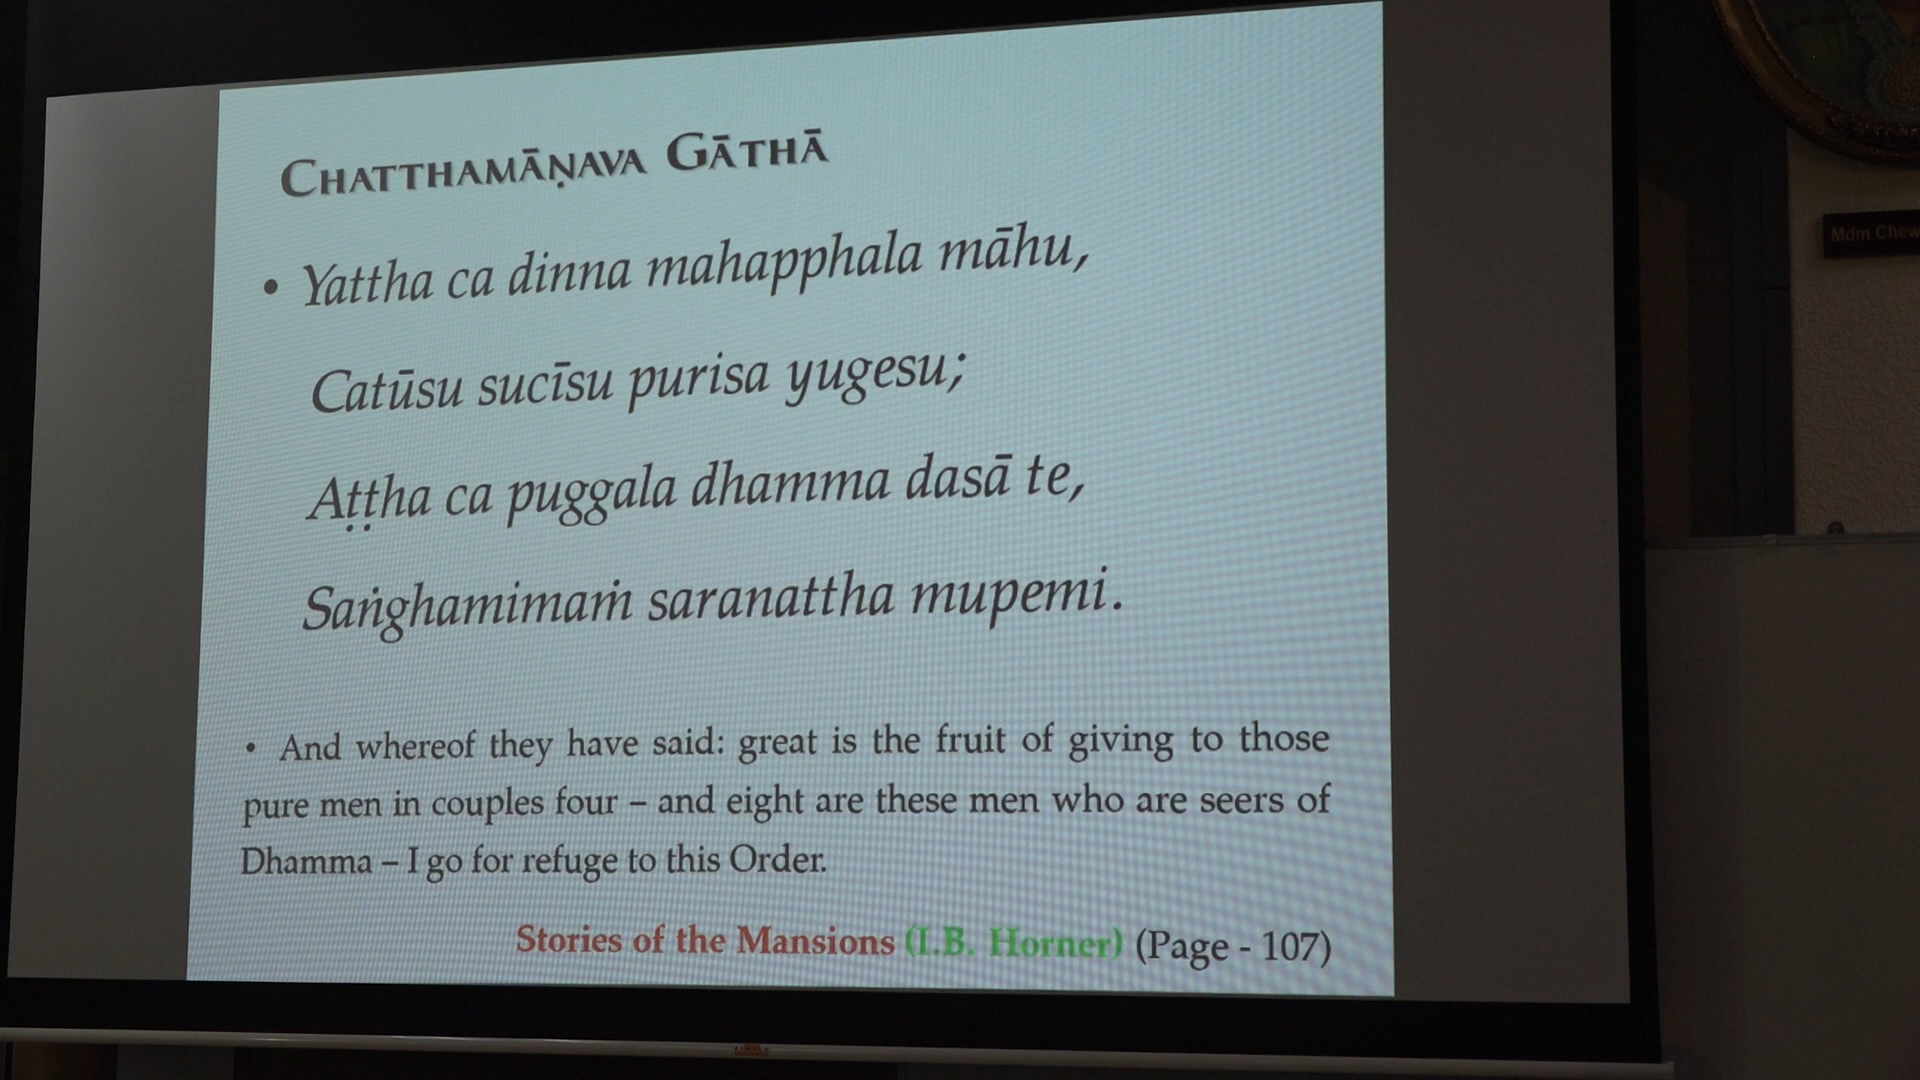 CHATTHAMĀṆAVA GĀTHĀ
• Yattha ca dinna mahapphala māhu,
Catūsu sucīsu purisa yugesu;
Aṭṭha ca puggala dhamma dasā te,
Saṅghamimaṁ saranattha mupemi.
• And whereof they have said: great is the fruit of giving to those
pure men in couples four – and eight are these men who are seers of
Dhamma – I go for refuge to this Order.
Stories of the Mansions (I.B. Horner) (Page - 107)
Mdm Chew